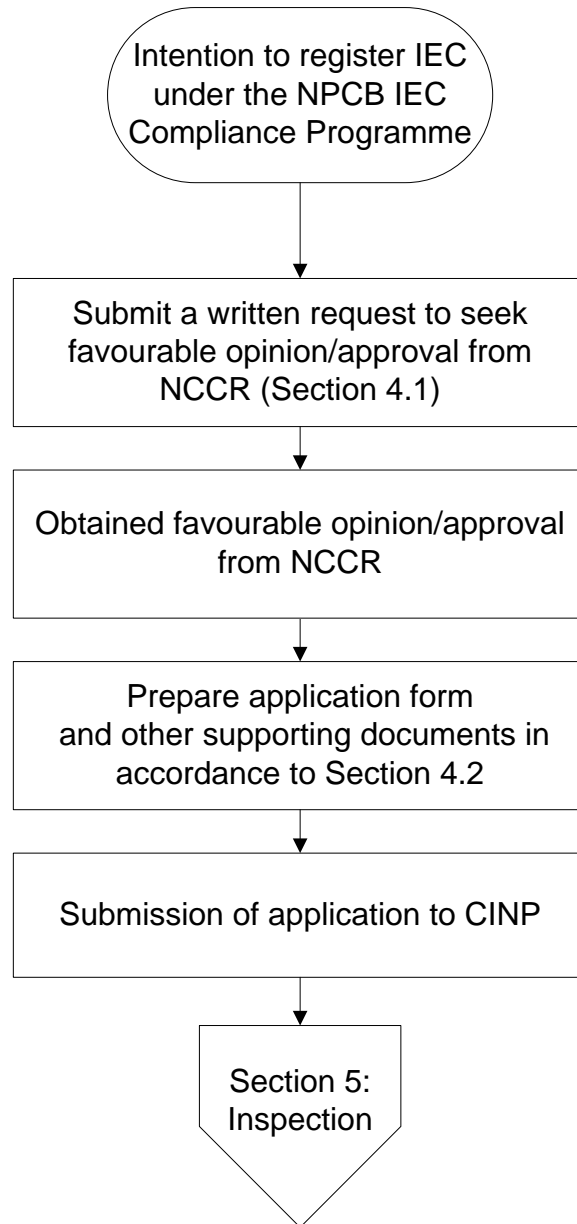 Intention to register IEC
under the NPCB IEC
Compliance Programme
Submit a written request to seek
favourable opinion/approval from
NCCR (Section 4.1)
Obtained favourable opinion/approval
from NCCR
Prepare application form
and other supporting documents in
accordance to Section 4.2
Submission of application to CINP
Section 5:
Inspection